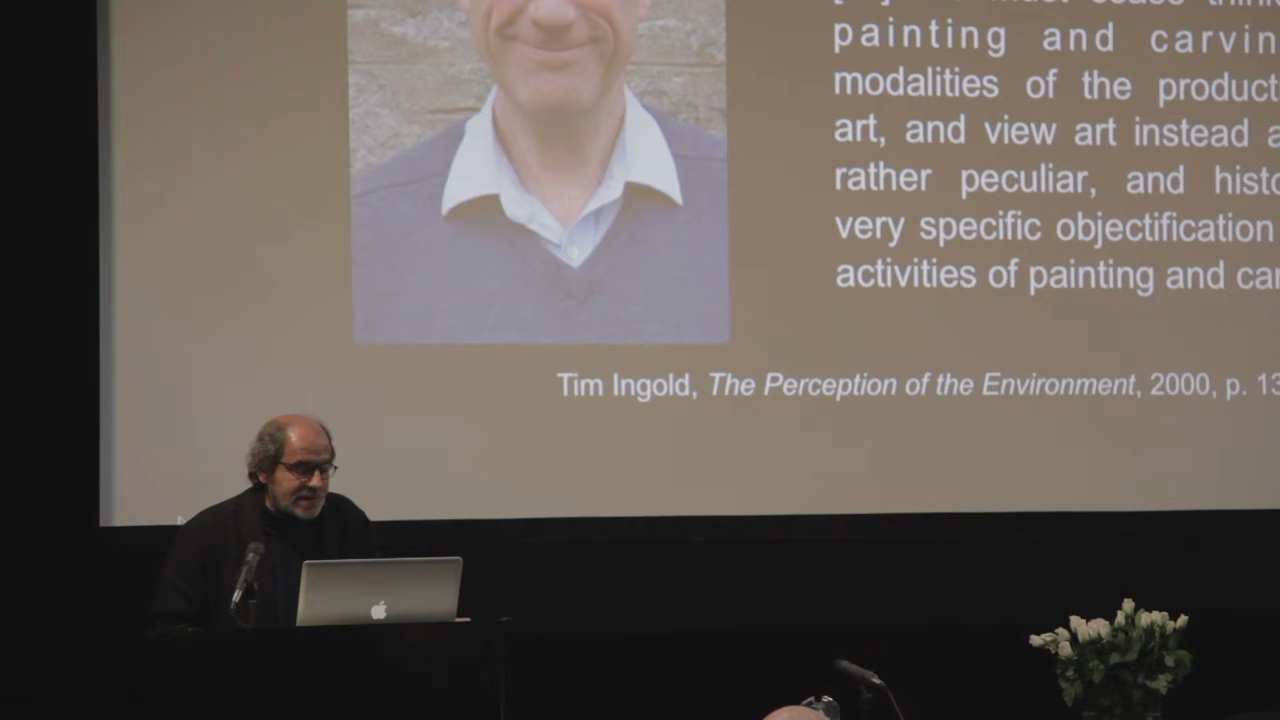 painting and carvin
modalities of the product
art, and view art instead a
rather peculiar, and histo
very specific objectification
activities of painting and car
Tim Ingold, The Perception of the Environment, 2000, p. 13